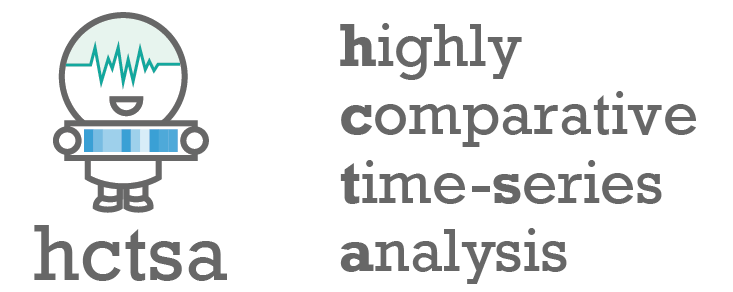 hctsa
highly
comparative
time-series
analysis